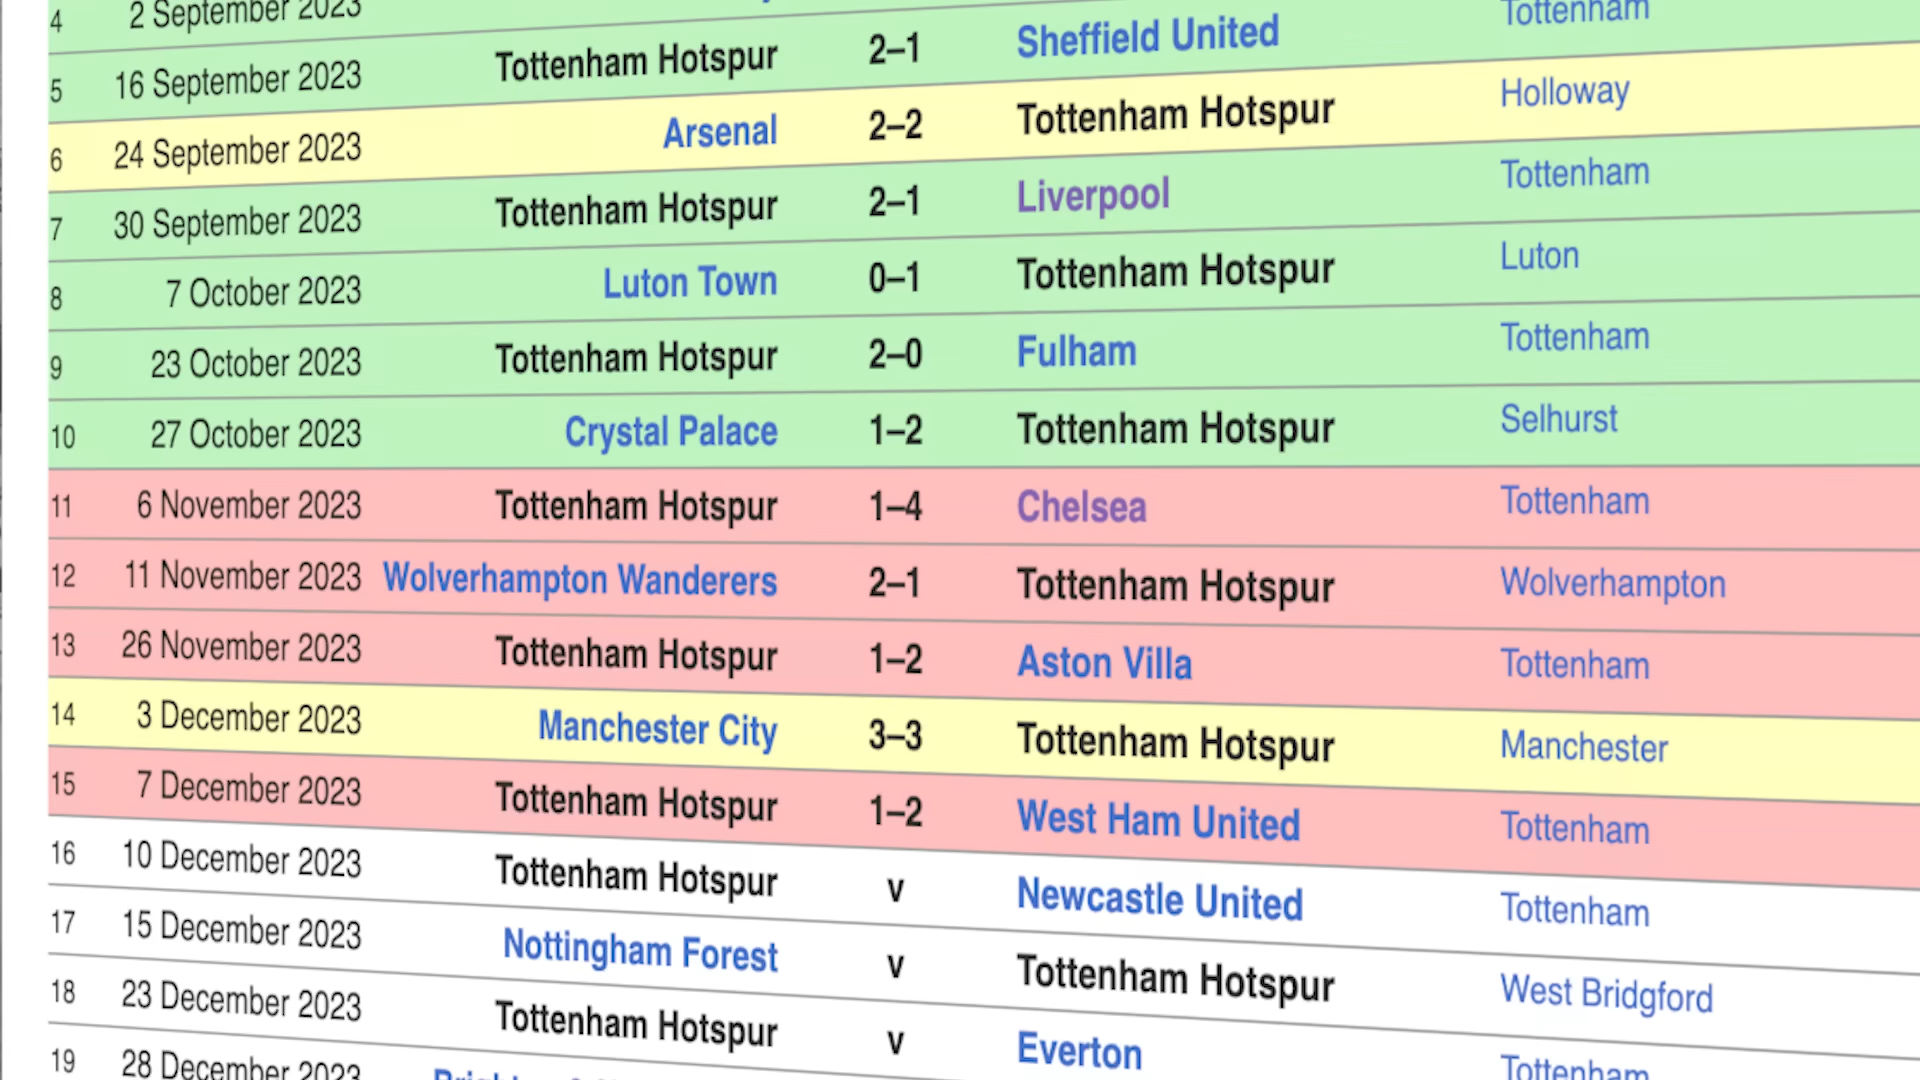 4 2 September 2023 Tottenham
5 16 September 2023 Tottenham Hotspur 2–1 Sheffield United
6 24 September 2023 Arsenal 2–2 Tottenham Hotspur Holloway
7 30 September 2023 Tottenham Hotspur 2–1 Liverpool Tottenham
8 7 October 2023 Luton Town 0–1 Tottenham Hotspur Luton
9 23 October 2023 Tottenham Hotspur 2–0 Fulham Tottenham
10 27 October 2023 Crystal Palace 1–2 Tottenham Hotspur Selhurst
11 6 November 2023 Tottenham Hotspur 1–4 Chelsea Tottenham
12 11 November 2023 Wolverhampton Wanderers 2–1 Tottenham Hotspur Wolverhampton
13 26 November 2023 Tottenham Hotspur 1–2 Aston Villa Tottenham
14 3 December 2023 Manchester City 3–3 Tottenham Hotspur Manchester
15 7 December 2023 Tottenham Hotspur 1–2 West Ham United Tottenham
16 10 December 2023 Tottenham Hotspur v Newcastle United Tottenham
17 15 December 2023 Nottingham Forest v Tottenham Hotspur West Bridgford
18 23 December 2023 Tottenham Hotspur v Everton Tottenham
19 28 December 2023